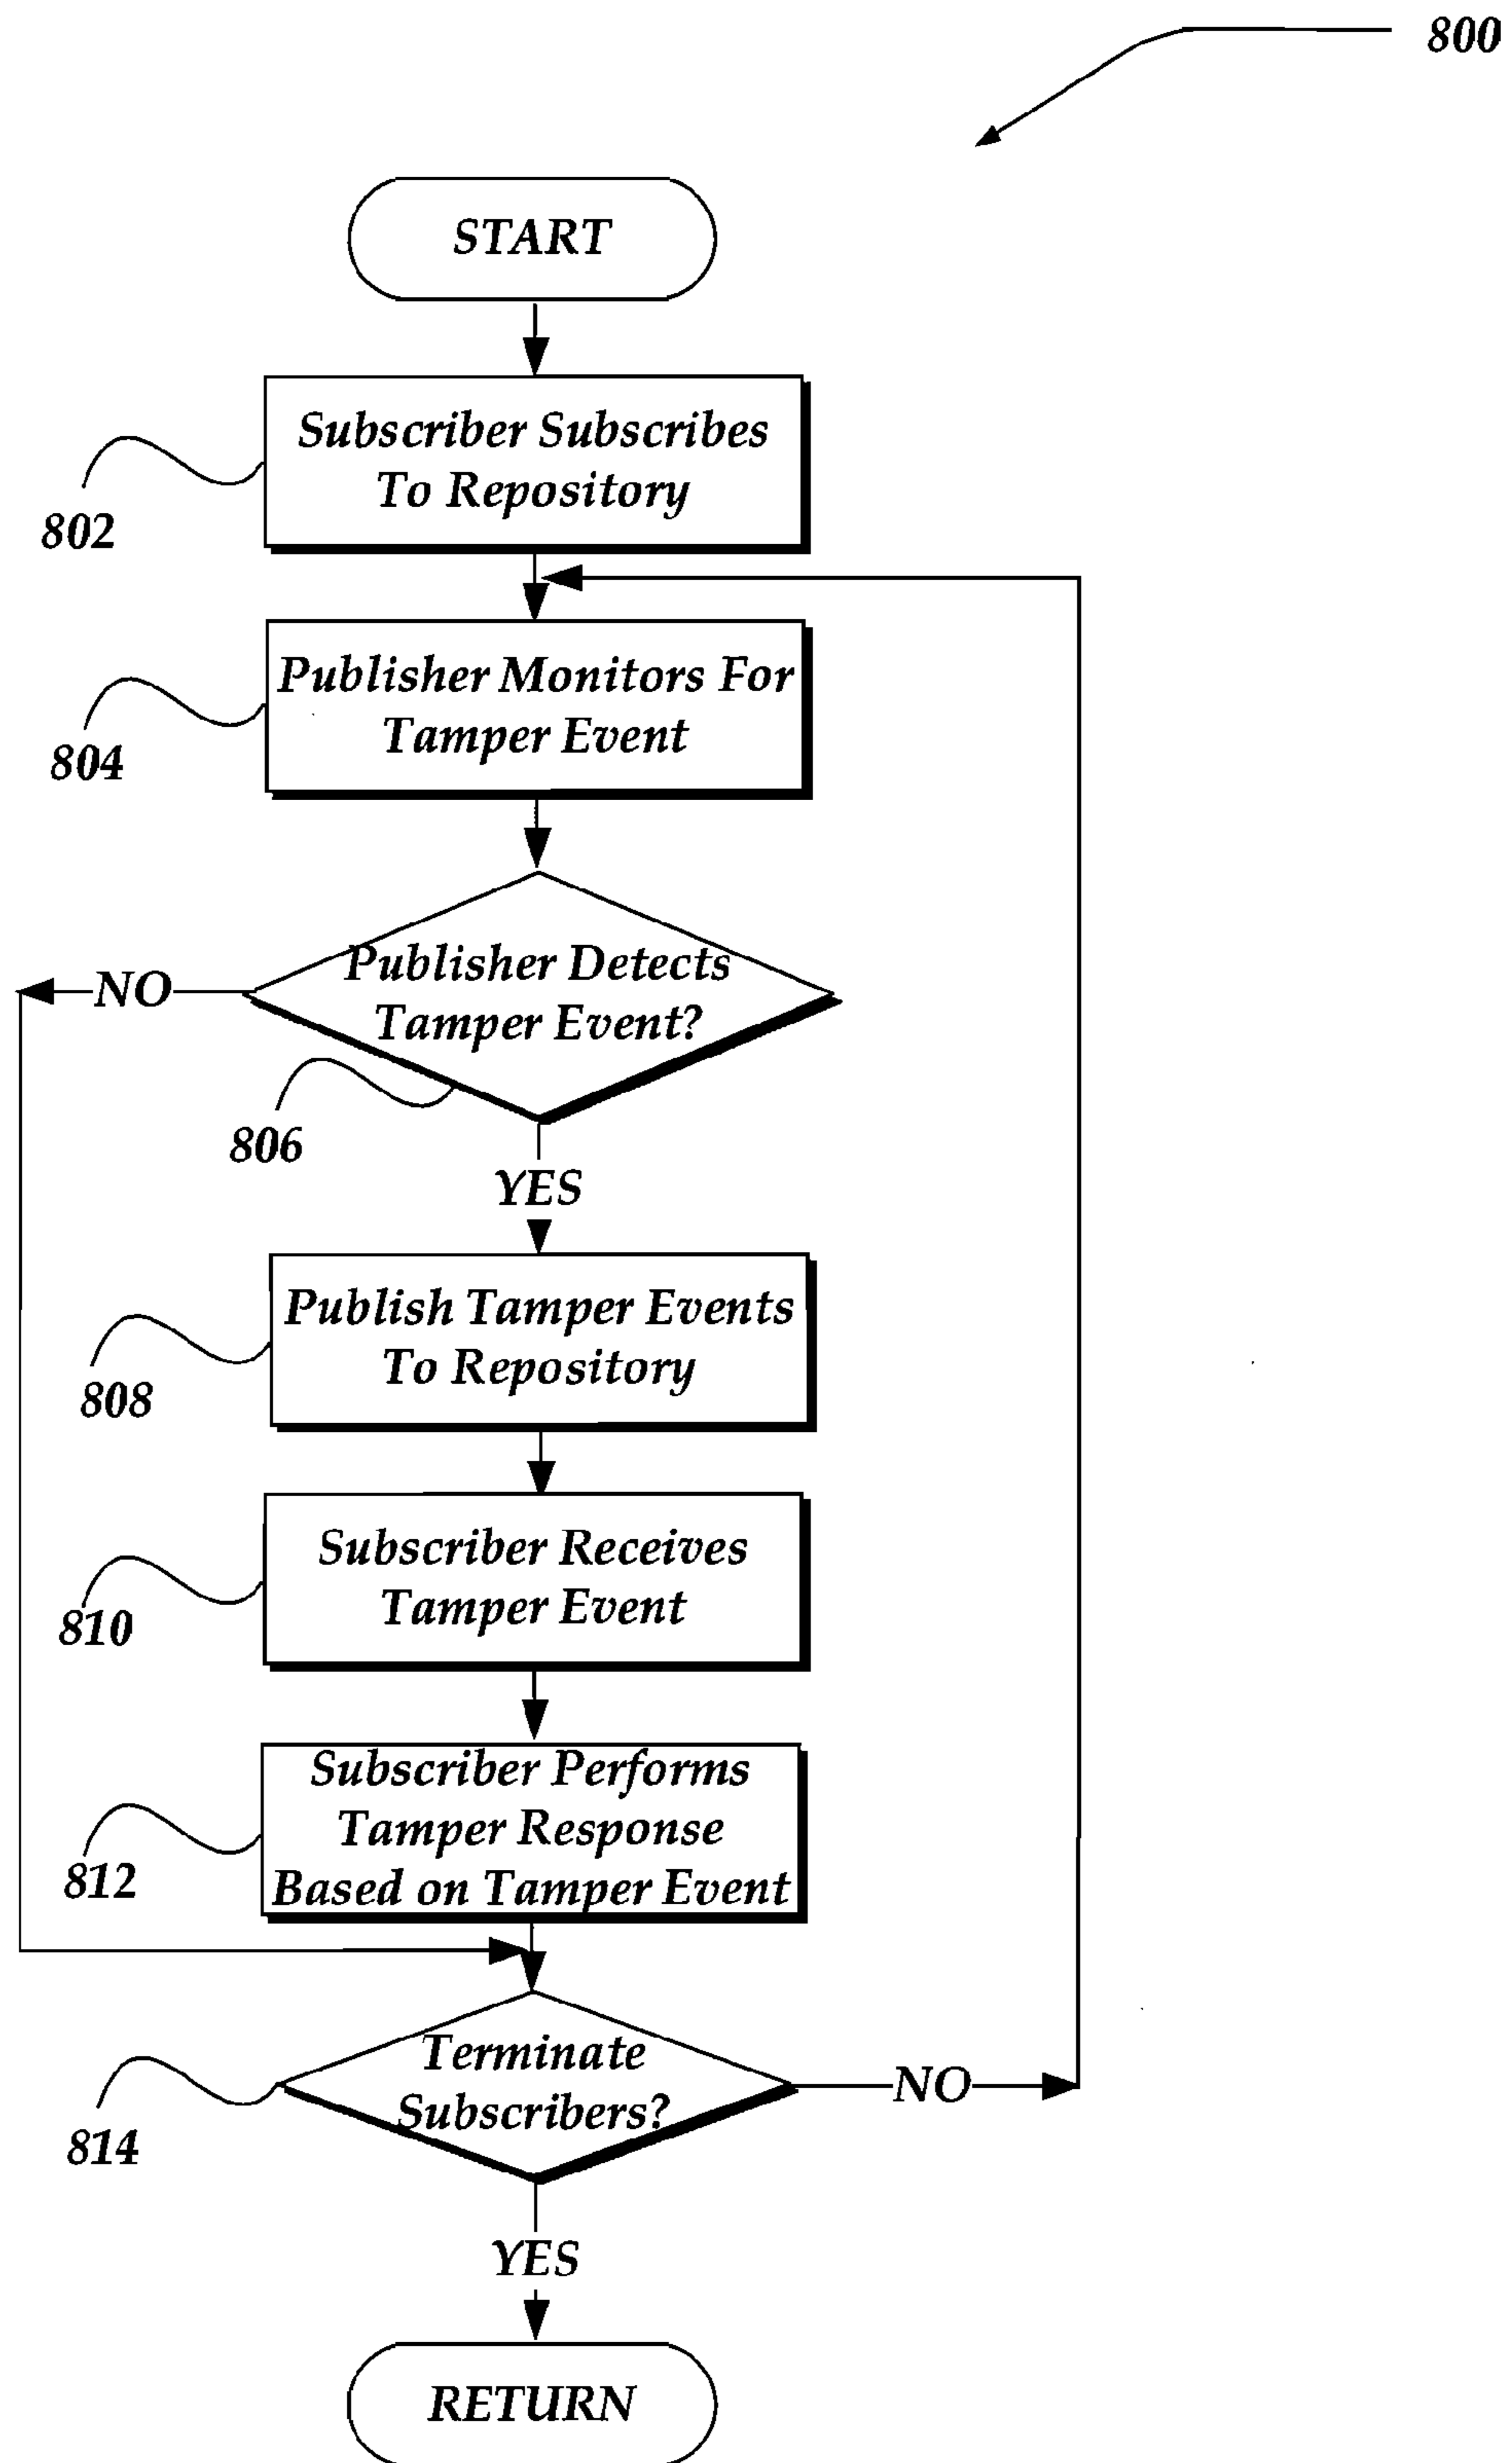 800
START
Subscriber Subscribes
To Repository
802
Publisher Monitors For
Tamper Event
804
Publisher Detects
Tamper Event?
NO
806
YES
Publish Tamper Events
To Repository
808
Subscriber Receives
Tamper Event
810
Subscriber Performs
Tamper Response
Based on Tamper Event
812
Terminate
Subscribers?
NO
814
YES
RETURN